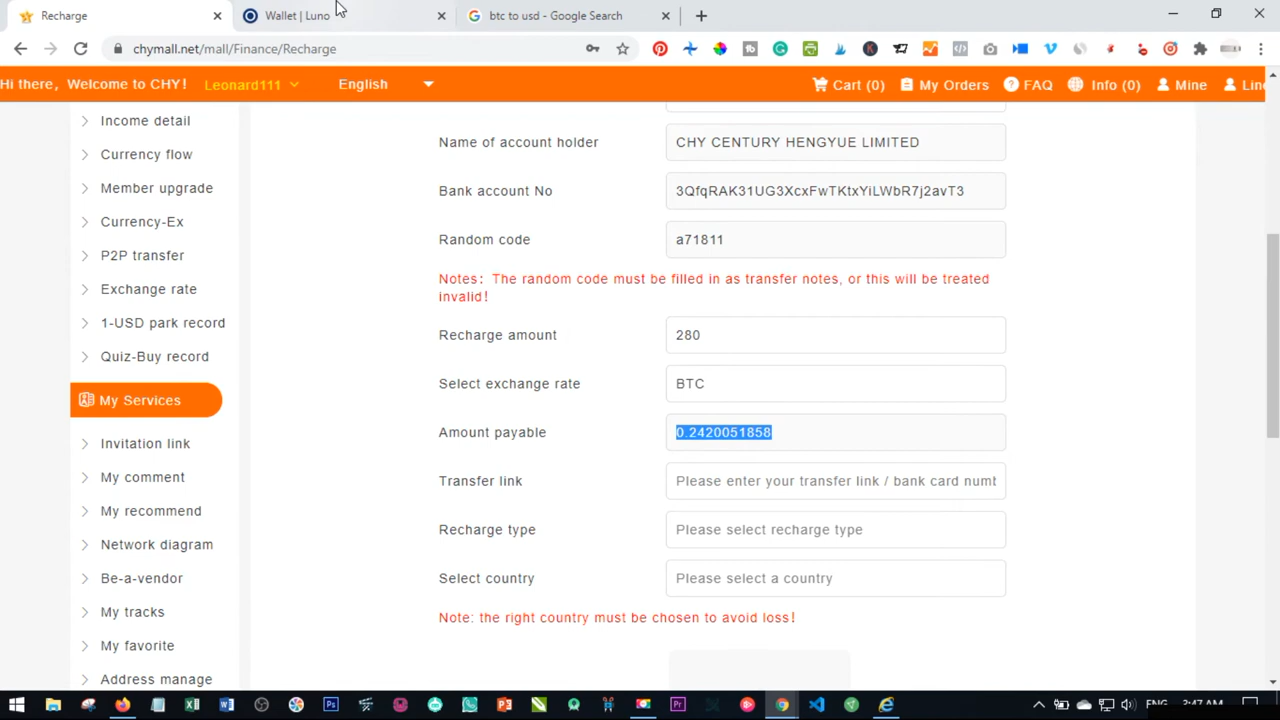 Recharge
Wallet | Luno
btc to usd - Google Search
chymall.net/mall/Finance/Recharge
Hi there, Welcome to CHY!
Leonard111
English
Cart (0)
My Orders
FAQ
Info (0)
Mine
Line
Income detail
Currency flow
Member upgrade
Currency-Ex
P2P transfer
Exchange rate
1-USD park record
Quiz-Buy record
My Services
Invitation link
My comment
My recommend
Network diagram
Be-a-vendor
My tracks
My favorite
Address manage
Name of account holder
CHY CENTURY HENGYUE LIMITED
Bank account No
3QfqRAK31UG3XcxFwTKtxYiLWbR7j2avT3
Random code
a71811
Notes：The random code must be filled in as transfer notes, or this will be treated
invalid！
Recharge amount
280
Select exchange rate
BTC
Amount payable
0.2420051858
Transfer link
Please enter your transfer link / bank card numb
Recharge type
Please select recharge type
Select country
Please select a country
Note: the right country must be chosen to avoid loss！
ENG
3:47 AM